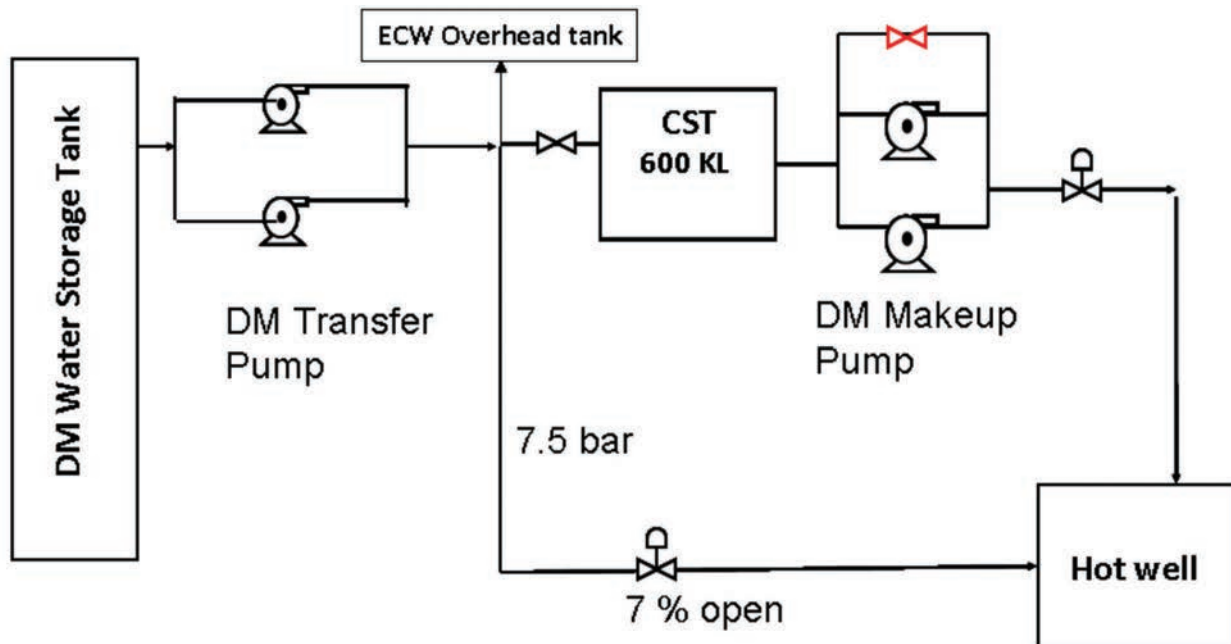 ECW Overhead tank
DM Water Storage Tank
CST
600 KL
DM Transfer
Pump
DM Makeup
Pump
7.5 bar
Hot well
7 % open